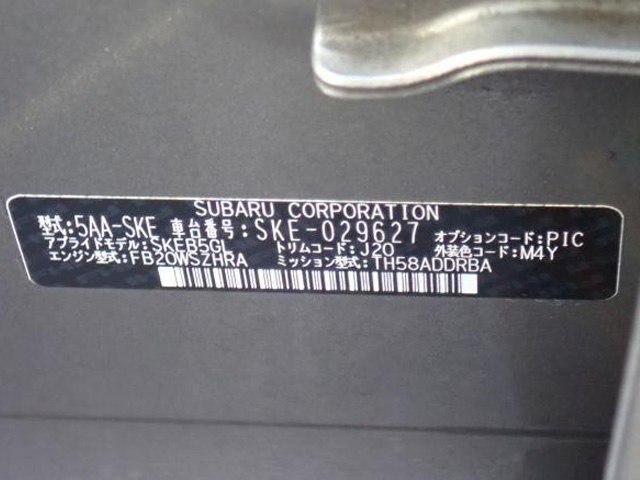 SUBARU CORPORATION
型式:5AA-SKE 車台番号:SKE-029627 オプションコード:PIC
アプライドモデル:SKEB5GL トリムコード:J20 外装色コード:M4Y
エンジン型式:FB20WSZHRA ミッション型式:TH58ADDRBA